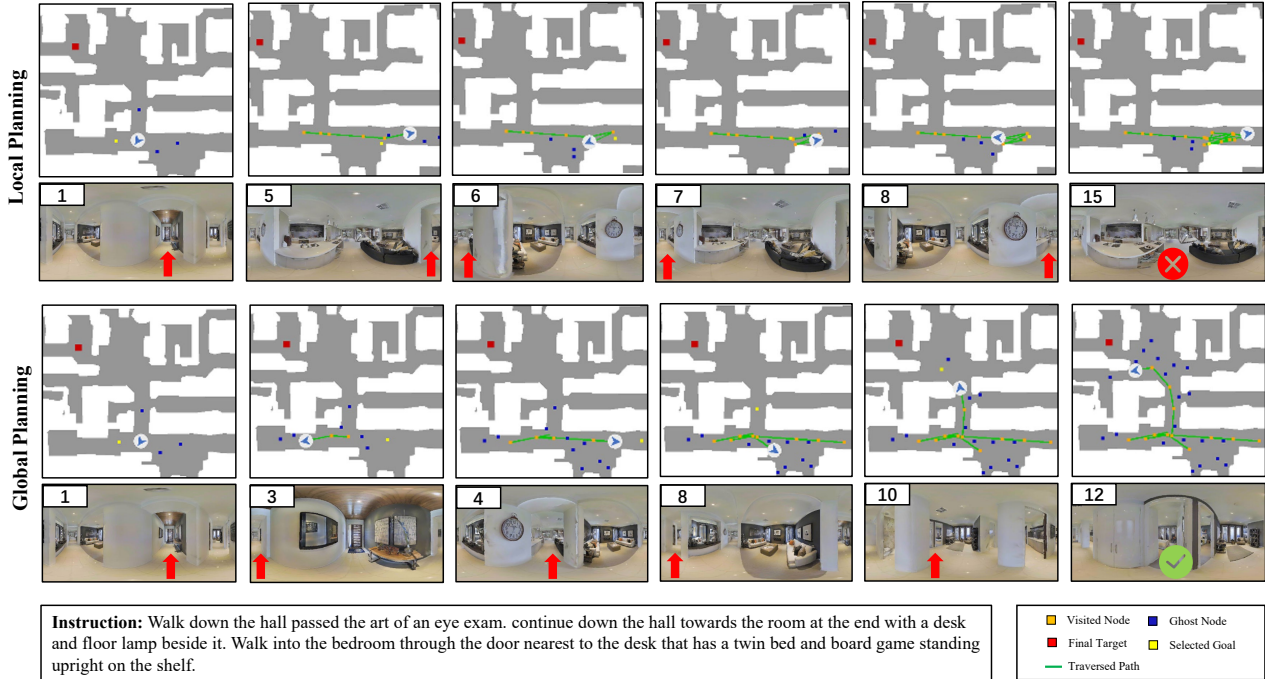 Local Planning
1
5
6
7
8
15
Global Planning
1
3
4
8
10
12
Instruction: Walk down the hall passed the art of an eye exam. continue down the hall towards the room at the end with a desk
and floor lamp beside it. Walk into the bedroom through the door nearest to the desk that has a twin bed and board game standing
upright on the shelf.
Visited Node
Ghost Node
Final Target
Selected Goal
Traversed Path